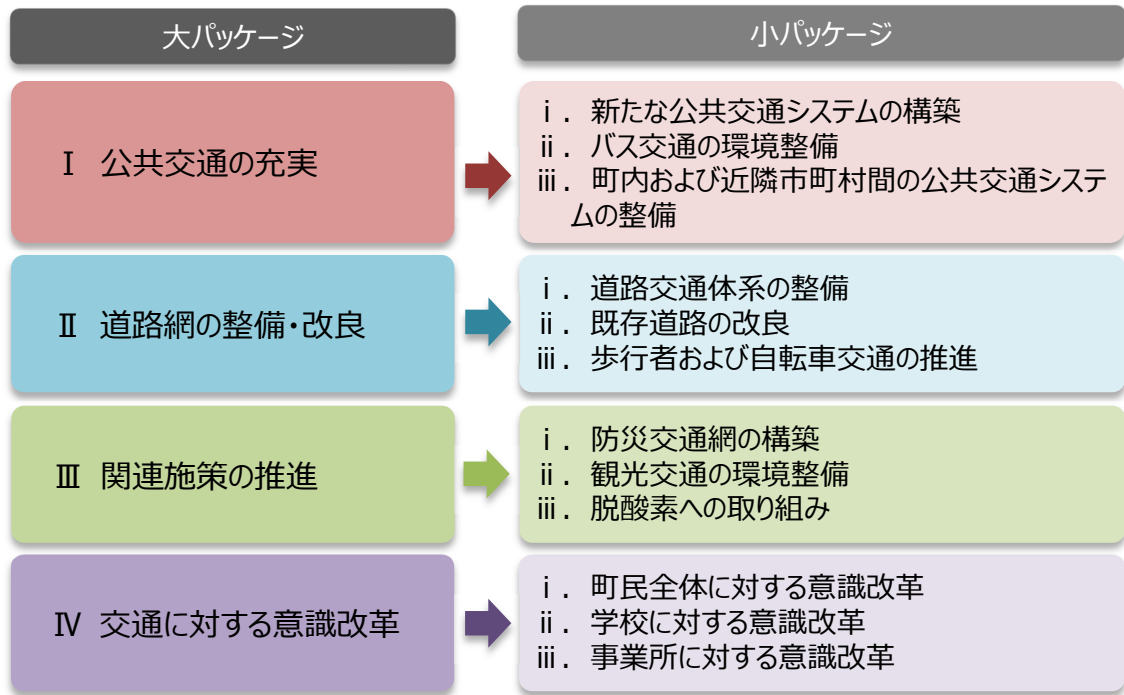 大パッケージ
小パッケージ
Ⅰ 公共交通の充実
ⅰ. 新たな公共交通システムの構築
ⅱ. バス交通の環境整備
ⅲ. 町内および近隣市町村間の公共交通システ
ムの整備
Ⅱ 道路網の整備・改良
ⅰ. 道路交通体系の整備
ⅱ. 既存道路の改良
ⅲ. 歩行者および自転車交通の推進
Ⅲ 関連施策の推進
ⅰ. 防災交通網の構築
ⅱ. 観光交通の環境整備
ⅲ. 脱酸素への取り組み
Ⅳ 交通に対する意識改革
ⅰ. 町民全体に対する意識改革
ⅱ. 学校に対する意識改革
ⅲ. 事業所に対する意識改革